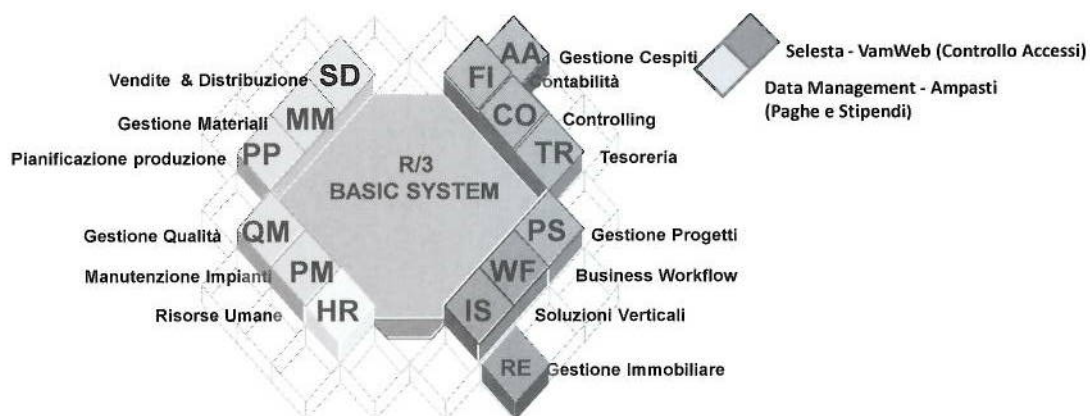 Vendite & Distribuzione SD
Gestione Materiali MM
Pianificazione produzione PP
Gestione Qualità QM
Manutenzione Impianti PM
Risorse Umane HR
R/3
BASIC SYSTEM
AA Gestione Cespiti
FI Contabilità
CO Controlling
TR Tesoreria
PS Gestione Progetti
WF Business Workflow
IS Soluzioni Verticali
RE Gestione Immobiliare
Selesta - VamWeb (Controllo Accessi)
Data Management - Ampasti
(Paghe e Stipendi)